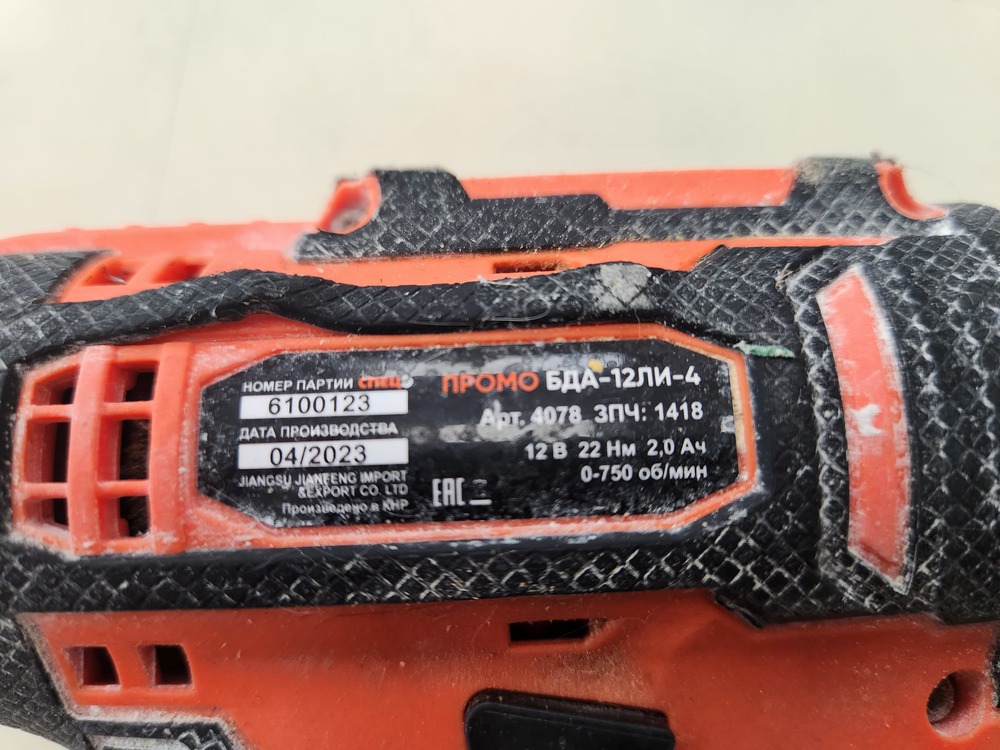 НОМЕР ПАРТИИ СПЕЦ
6100123
ДАТА ПРОИЗВОДСТВА
04/2023
JIANGSU JIANFENG IMPORT
&EXPORT CO. LTD
Произведено в КНР
ЕАС
ПРОМО БДА-12ЛИ-4
Арт. 4078 ЗПЧ: 1418
12 В 22 Нм 2,0 Ач
0-750 об/мин